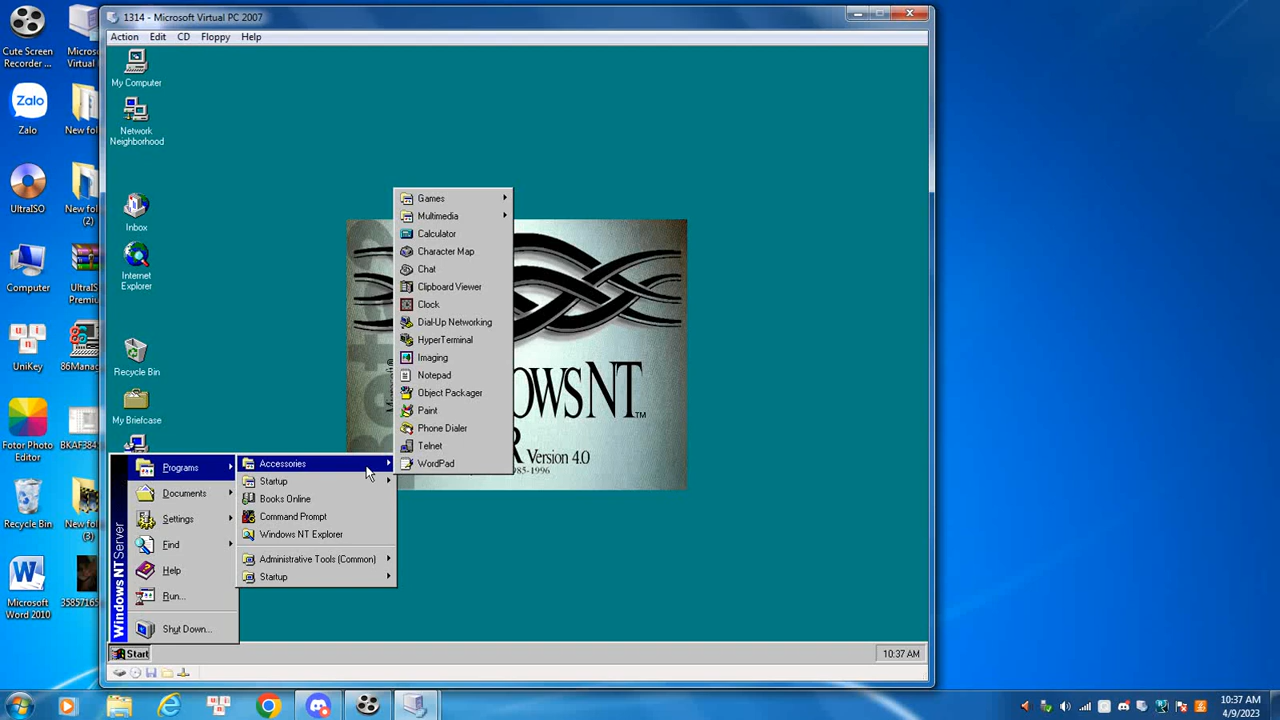 1314 - Microsoft Virtual PC 2007
Action Edit CD Floppy Help
Cute Screen
Recorder ...
Zalo
UltraISO
Computer
UniKey
Fotor Photo
Editor
Recycle Bin
Microsoft
Word 2010
Microsoft
Virtual
New fol
New fol
(2)
UltraIS
Premiu
86Manag
BKAF843
New fol
(3)
35857165
My Computer
Network
Neighborhood
Inbox
Internet
Explorer
Recycle Bin
My Briefcase
Games
Multimedia
Calculator
Character Map
Chat
Clipboard Viewer
Clock
Dial-Up Networking
HyperTerminal
Imaging
Notepad
Object Packager
Paint
Phone Dialer
Telnet
WordPad
OWS NT™
Version 4.0
985-1996
Programs
Documents
Settings
Find
Help
Run...
Shut Down...
Windows NT Server
Accessories
Startup
Books Online
Command Prompt
Windows NT Explorer
Administrative Tools (Common)
Startup
Start
10:37 AM
10:37 AM
4/9/2023